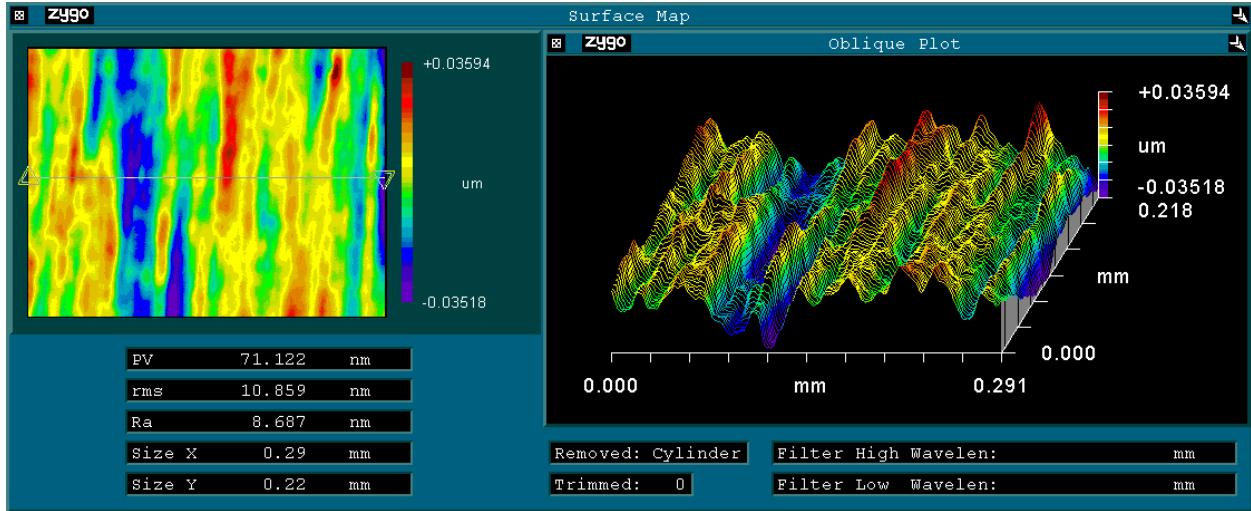 zygo
Surface Map
+0.03594
um
-0.03518
zygo
Oblique Plot
+0.03594
um
-0.03518
0.218
mm
0.000
0.000
mm
0.291
PV 71.122 nm
rms 10.859 nm
Ra 8.687 nm
Size X 0.29 mm
Size Y 0.22 mm
Removed: Cylinder
Trimmed: 0
Filter High Wavelen: mm
Filter Low Wavelen: mm